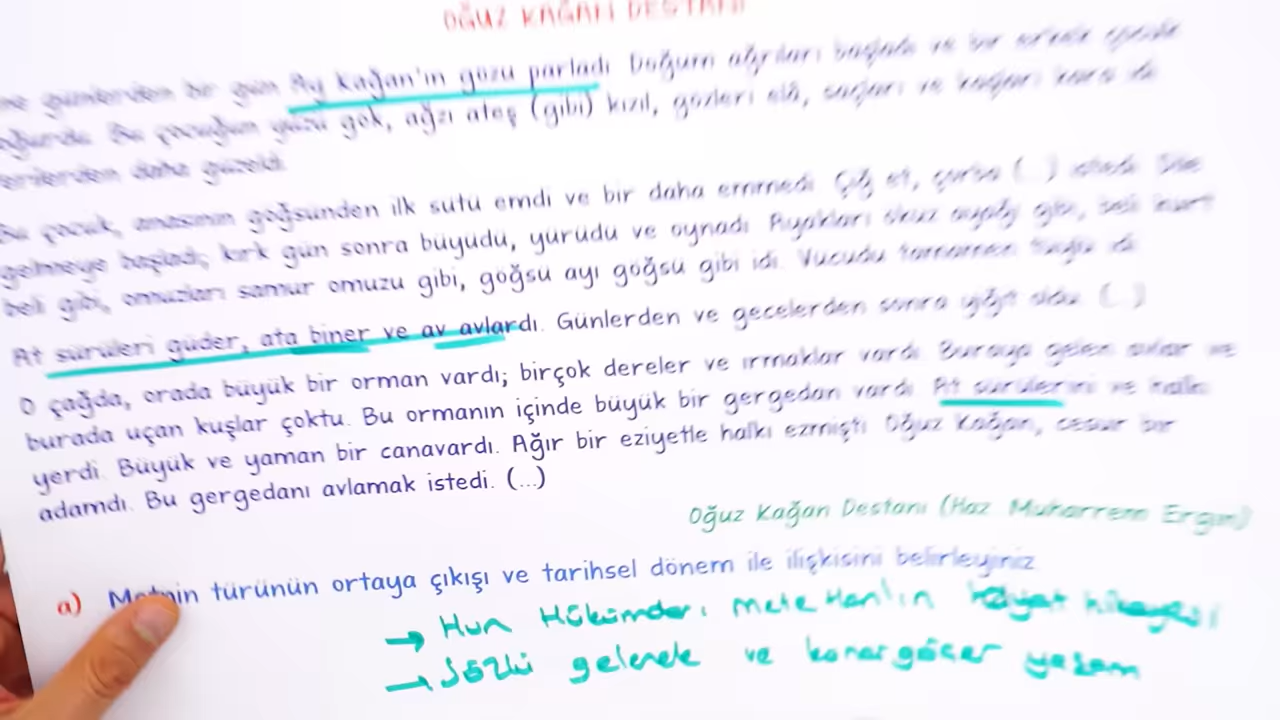 OĞUZ KAĞAN DESTANI
günlerden bir gün Ay Kağan'ın gözü parladı. Doğum ağrıları başladı ve bir erkek
Bu çocuğun yüzü gök, ağzı ateş (gibi) kızıl, gözleri elâ, saçları ve kaşları kara idi
daha güzeldi.
Bu çocuk, anasının göğsünden ilk sütü emdi ve bir daha emmedi. Çiğ et, çorba (...) istedi. Dile
gelmeye başladı; kırk gün sonra büyüdü, yürüdü ve oynadı. Ayakları öküz ayağı gibi, beli kurt
beli gibi, omuzları samur omuzu gibi, göğsü ayı göğsü gibi idi. Vücudu tamamen tüylü idi
At sürüleri güder, ata biner ve av avlardı. Günlerden ve gecelerden sonra yiğit oldu. (...)
O çağda, orada büyük bir orman vardı; birçok dereler ve ırmaklar vardı. Buraya gelen avlar ve
burada uçan kuşlar çoktu. Bu ormanın içinde büyük bir gergedan vardı. At sürülerini ve halkı
yerdi. Büyük ve yaman bir canavardı. Ağır bir eziyetle halkı ezmişti. Oğuz Kağan, cesur bir
adamdı. Bu gergedanı avlamak istedi. (...)
Oğuz Kağan Destanı (Haz. Muharrem Ergin)
a) Metnin türünün ortaya çıkışı ve tarihsel dönem ile ilişkisini belirleyiniz.
→ Hun Hükümdarı Mete Han'ın hayat hikayesi
→ Sözlü gelenek ve konargöçer yaşam